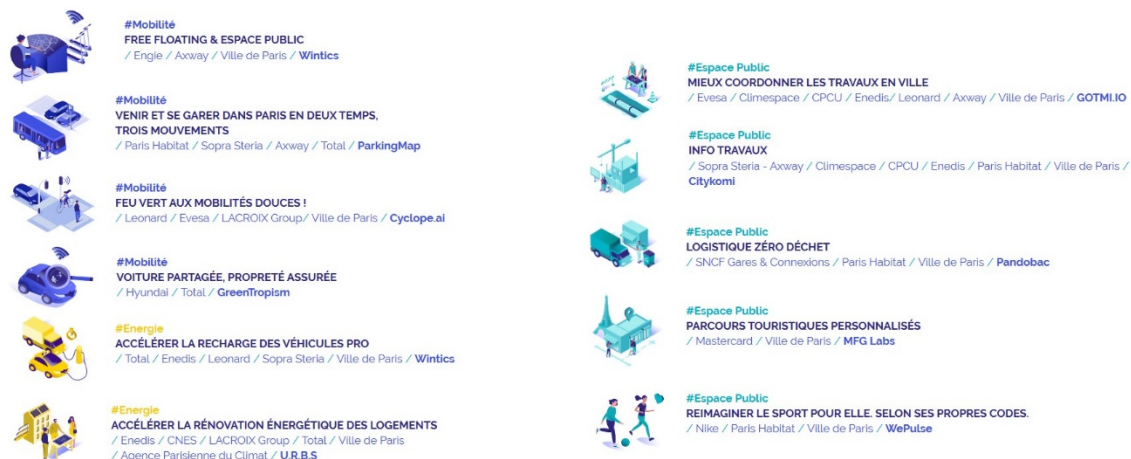 #Mobilité
FREE FLOATING & ESPACE PUBLIC
/ Engie / Axway / Ville de Paris / Wintics
#Mobilité
VENIR ET SE GARER DANS PARIS EN DEUX TEMPS,
TROIS MOUVEMENTS
/ Paris Habitat / Sopra Steria / Axway / Total / ParkingMap
#Mobilité
FEU VERT AUX MOBILITÉS DOUCES !
/ Leonard / Evesa / LACROIX Group/ Ville de Paris / Cyclope.ai
#Mobilité
VOITURE PARTAGÉE, PROPRETÉ ASSURÉE
/ Hyundai / Total / GreenTropism
#Energie
ACCÉLÉRER LA RECHARGE DES VÉHICULES PRO
/ Total / Enedis / Leonard / Sopra Steria / Ville de Paris / Wintics
#Energie
ACCÉLÉRER LA RÉNOVATION ÉNERGÉTIQUE DES LOGEMENTS
/ Enedis / CNES / LACROIX Group / Total / Ville de Paris
/ Agence Parisienne du Climat / U.R.B.S
#Espace Public
MIEUX COORDONNER LES TRAVAUX EN VILLE
/ Evesa / Climespace / CPCU / Enedis/ Leonard / Axway / Ville de Paris / GOTMI.IO
#Espace Public
INFO TRAVAUX
/ Sopra Steria - Axway / Climespace / CPCU / Enedis / Paris Habitat / Ville de Paris /
Citykomi
#Espace Public
LOGISTIQUE ZÉRO DÉCHET
/ SNCF Gares & Connexions / Paris Habitat / Ville de Paris / Pandobac
#Espace Public
PARCOURS TOURISTIQUES PERSONNALISÉS
/ Mastercard / Ville de Paris / MFG Labs
#Espace Public
REIMAGINER LE SPORT POUR ELLE. SELON SES PROPRES CODES.
/ Nike / Paris Habitat / Ville de Paris / WePulse